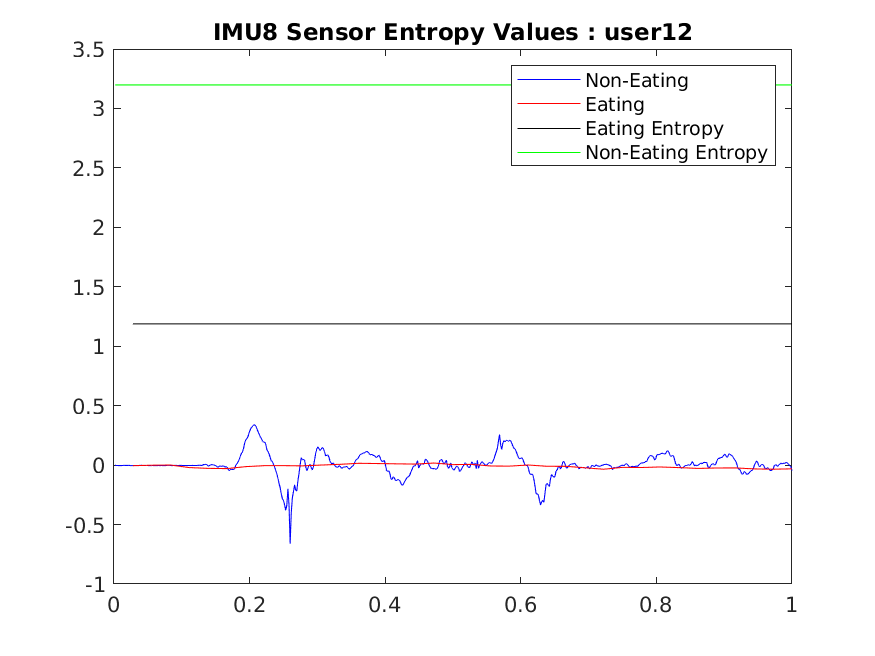 IMU8 Sensor Entropy Values : user12
3.5
3
2.5
2
1.5
1
0.5
0
-0.5
-1
Non-Eating
Eating
Eating Entropy
Non-Eating Entropy
0 0.2 0.4 0.6 0.8 1